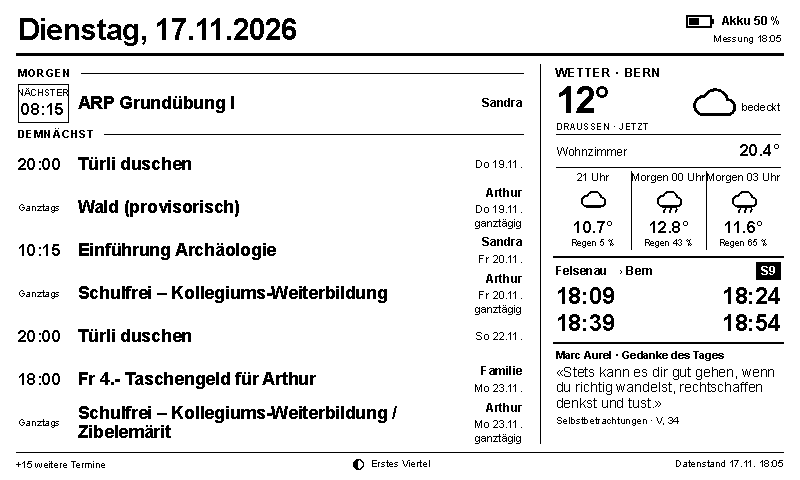 Dienstag, 17.11.2026
Akku 50 %
Messung 18:05
MORGEN
NÄCHSTER
08:15
ARP Grundübung I
Sandra
DEMNÄCHST
20:00
Türli duschen
Do 19.11.
Ganztags
Wald (provisorisch)
Arthur
Do 19.11.
ganztägig
10:15
Einführung Archäologie
Sandra
Fr 20.11.
Ganztags
Schulfrei – Kollegiums-Weiterbildung
Arthur
Fr 20.11.
ganztägig
20:00
Türli duschen
So 22.11.
18:00
Fr 4.- Taschengeld für Arthur
Familie
Mo 23.11.
Ganztags
Schulfrei – Kollegiums-Weiterbildung /
Zibelemärit
Arthur
Mo 23.11.
ganztägig
WETTER · BERN
12°
bedeckt
DRAUSSEN · JETZT
Wohnzimmer 20.4°
21 Uhr Morgen 00 Uhr Morgen 03 Uhr
10.7° 12.8° 11.6°
Regen 5 % Regen 43 % Regen 65 %
Felsenau › Bern S9
18:09 18:24
18:39 18:54
Marc Aurel · Gedanke des Tages
«Stets kann es dir gut gehen, wenn
du richtig wandelst, rechtschaffen
denkst und tust.»
Selbstbetrachtungen · V, 34
+15 weitere Termine
Erstes Viertel
Datenstand 17.11. 18:05